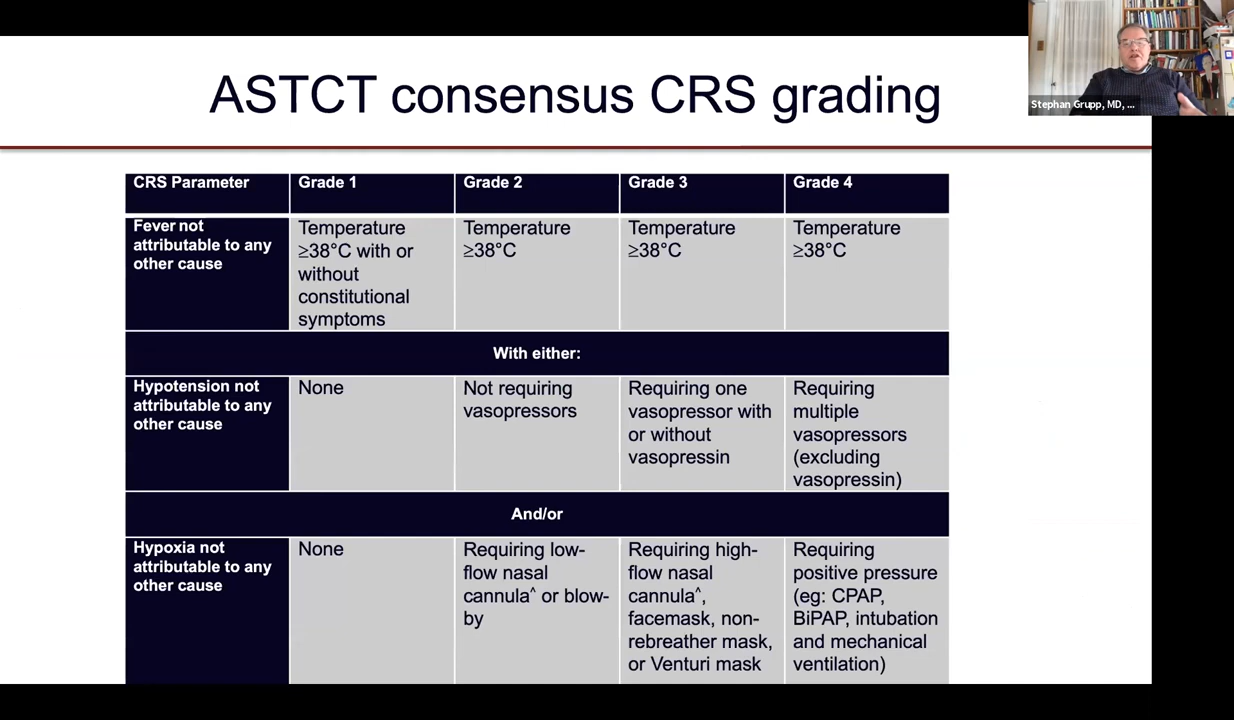 ASTCT consensus CRS grading
Stephan Grupp, MD, ...
CRS Parameter
Grade 1
Grade 2
Grade 3
Grade 4
Fever not
attributable to any
other cause
Temperature
≥38°C with or
without
constitutional
symptoms
Temperature
≥38°C
Temperature
≥38°C
Temperature
≥38°C
With either:
Hypotension not
attributable to any
other cause
None
Not requiring
vasopressors
Requiring one
vasopressor with
or without
vasopressin
Requiring
multiple
vasopressors
(excluding
vasopressin)
And/or
Hypoxia not
attributable to any
other cause
None
Requiring low-
flow nasal
cannula^ or blow-
by
Requiring high-
flow nasal
cannula^,
facemask, non-
rebreather mask,
or Venturi mask
Requiring
positive pressure
(eg: CPAP,
BiPAP, intubation
and mechanical
ventilation)